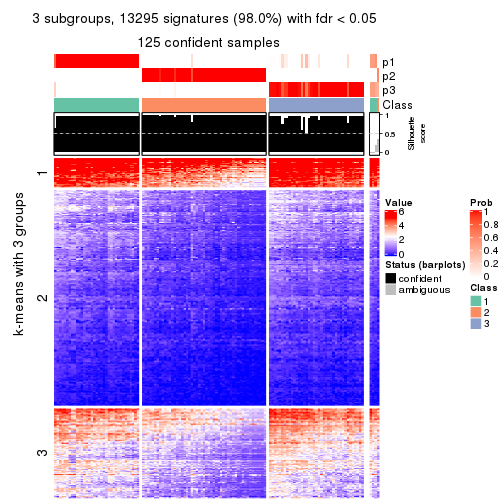 3 subgroups, 13295 signatures (98.0%) with fdr < 0.05
125 confident samples
p1
p2
p3
Class
1
0.5
0
Silhouette
score
k-means with 3 groups
1
2
3
Value
6
4
2
0
Status (barplots)
confident
ambiguous
Prob
1
0.8
0.6
0.4
0.2
0
Class
1
2
3